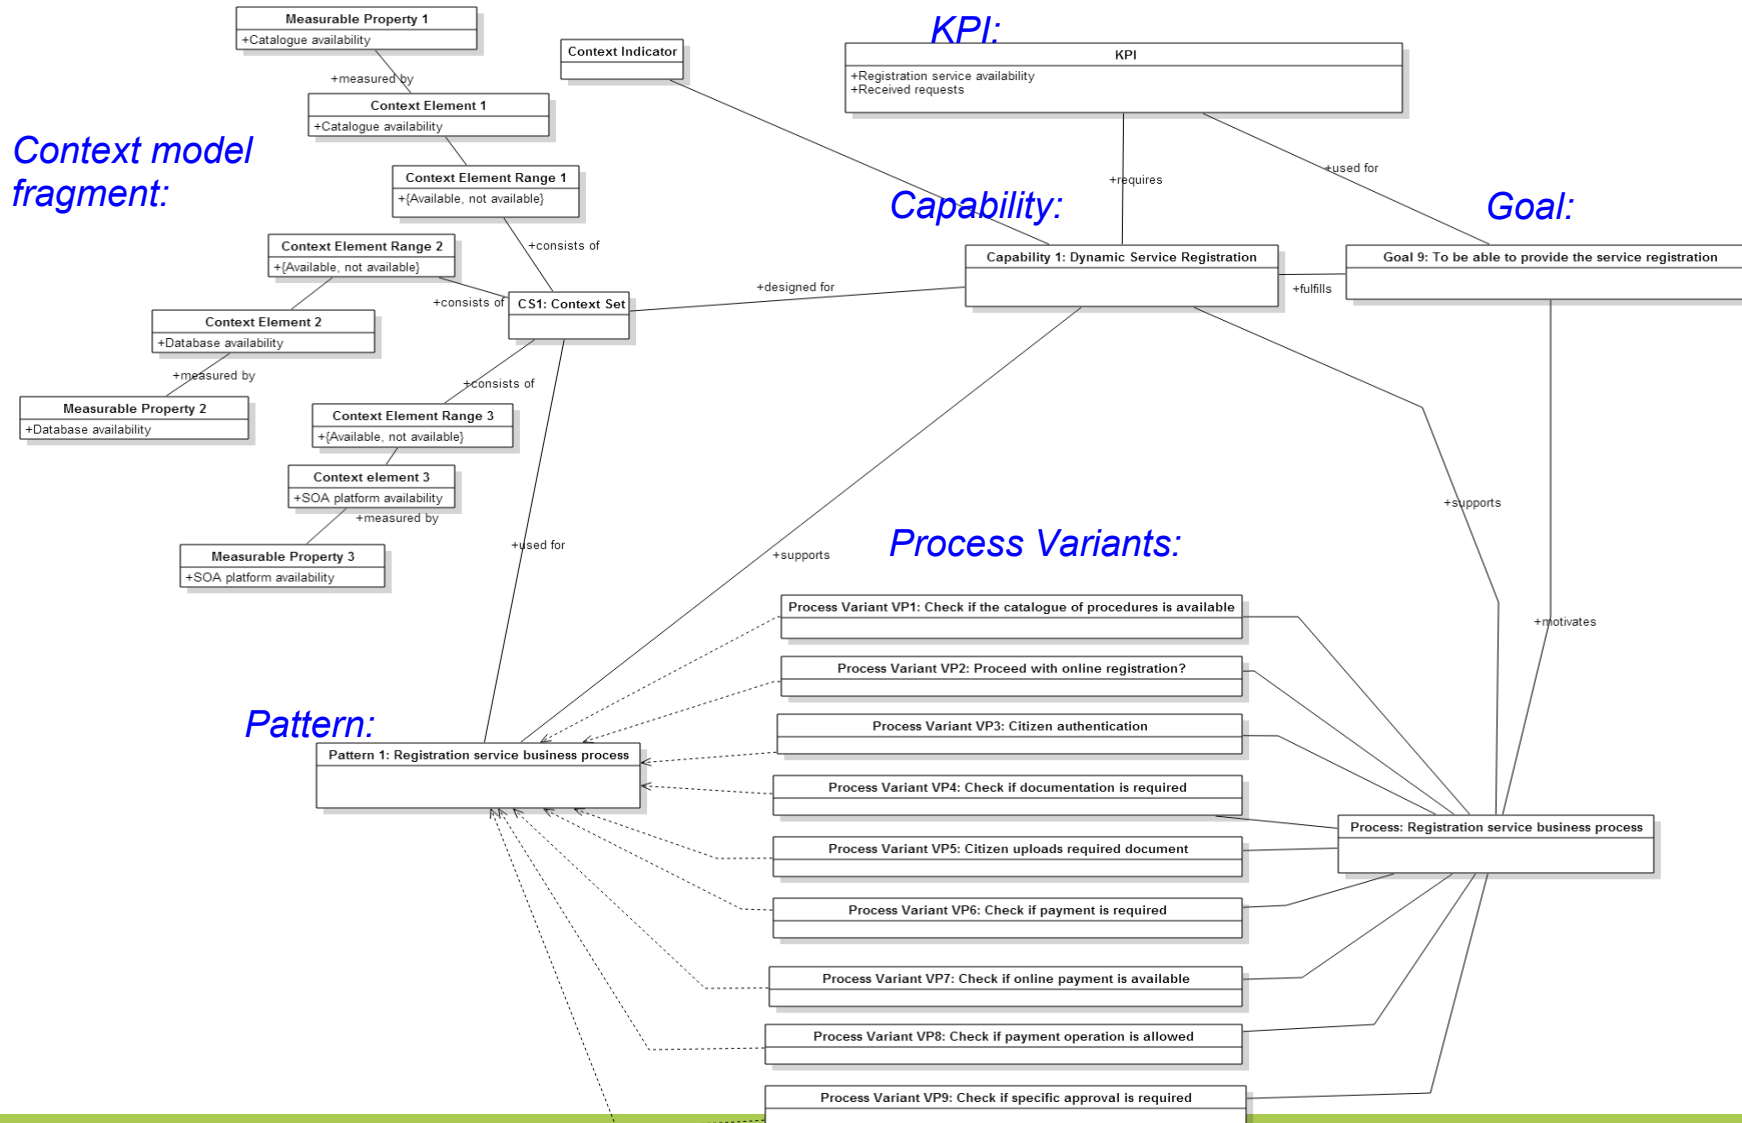 KPI:
Measurable Property 1
+Catalogue availability
Context Indicator
KPI
+Registration service availability
+Received requests
+measured by
Context Element 1
+Catalogue availability
Context model
fragment:
Context Element Range 1
+{Available, not available}
+requires
+used for
Capability:
Goal:
Context Element Range 2
+{Available, not available}
+consists of
Capability 1: Dynamic Service Registration
Goal 9: To be able to provide the service registration
+designed for
+fulfills
+consists of
CS1: Context Set
Context Element 2
+Database availability
+measured by
+consists of
Measurable Property 2
+Database availability
Context Element Range 3
+{Available, not available}
Context element 3
+SOA platform availability
+measured by
+supports
Measurable Property 3
+SOA platform availability
+used for
+supports
Process Variants:
Process Variant VP1: Check if the catalogue of procedures is available
+motivates
Process Variant VP2: Proceed with online registration?
Pattern:
Process Variant VP3: Citizen authentication
Pattern 1: Registration service business process
Process Variant VP4: Check if documentation is required
Process: Registration service business process
Process Variant VP5: Citizen uploads required document
Process Variant VP6: Check if payment is required
Process Variant VP7: Check if online payment is available
Process Variant VP8: Check if payment operation is allowed
Process Variant VP9: Check if specific approval is required